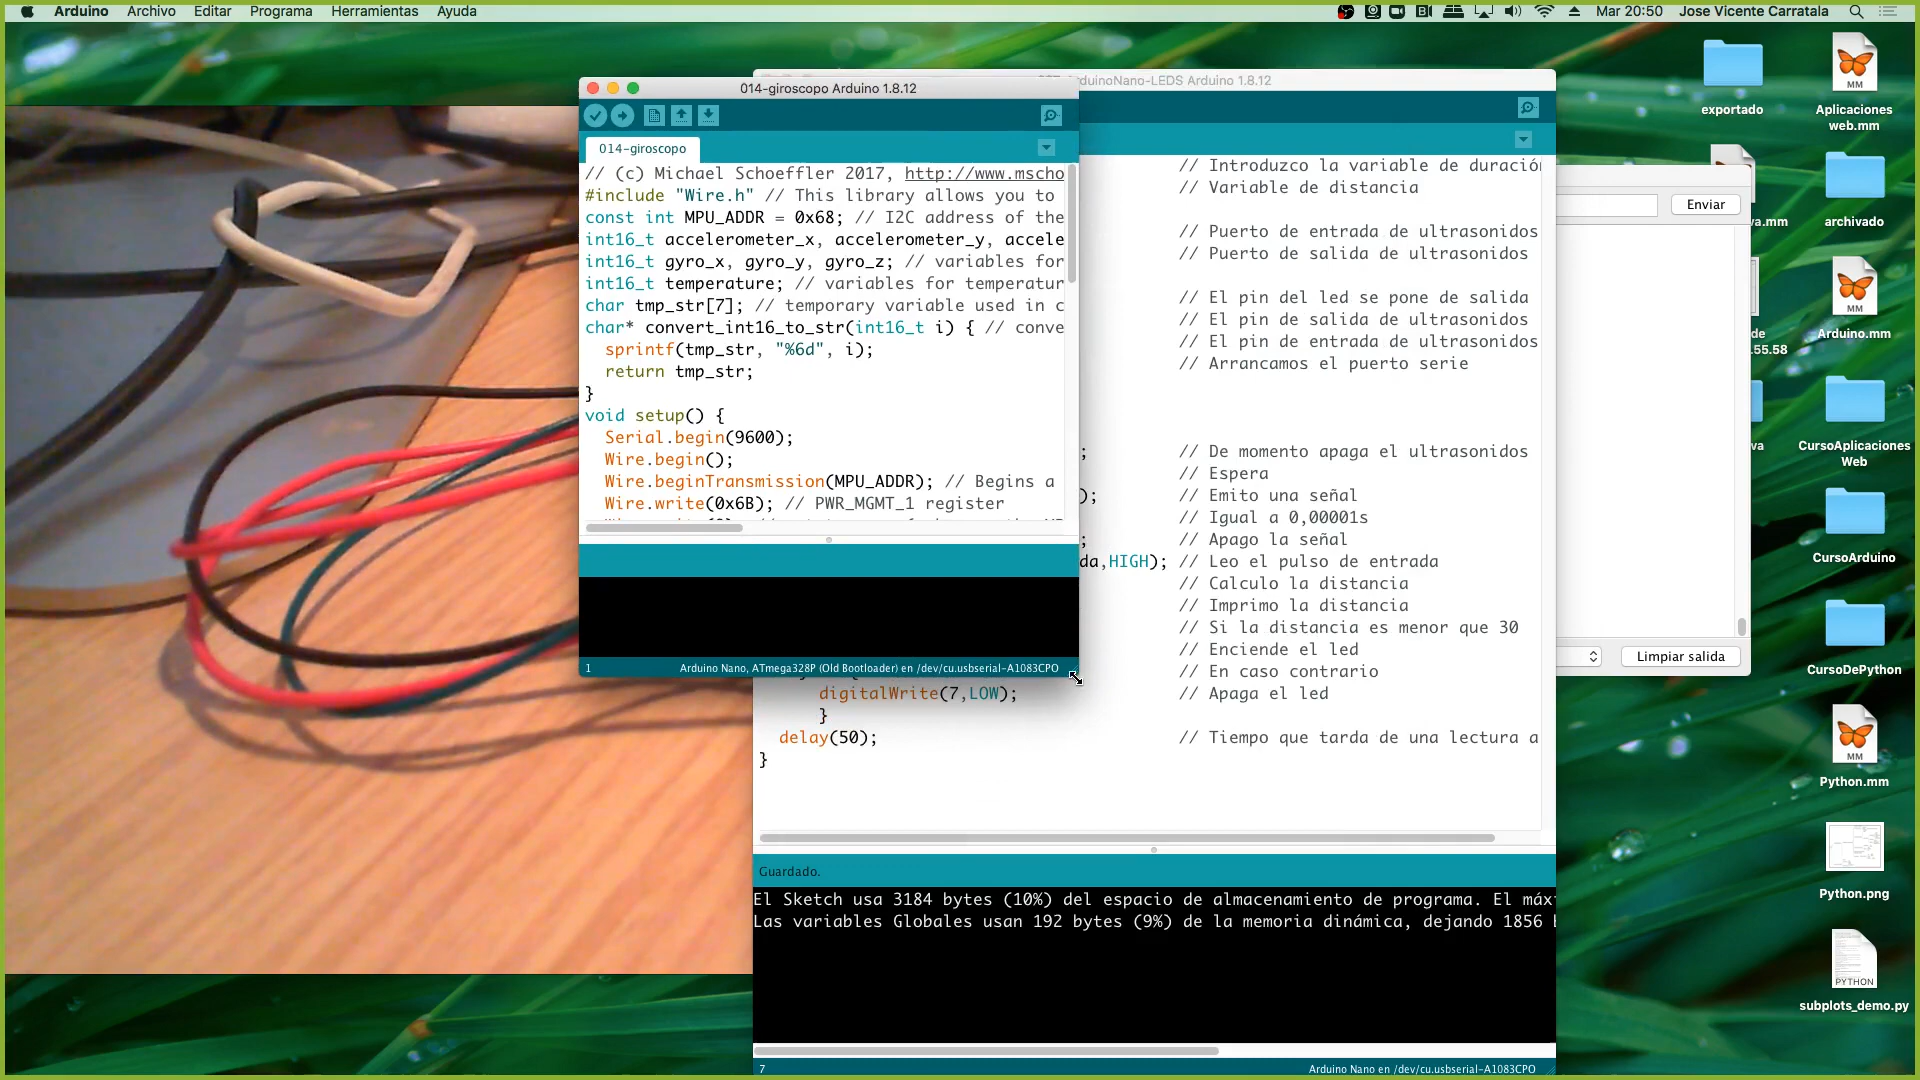 Arduino Archivo Editar Programa Herramientas Ayuda
Mar 20:50 Jose Vicente Carratala
014-giroscopo Arduino 1.8.12
014-giroscopo
// (c) Michael Schoeffler 2017, http://www.mscho
#include "Wire.h" // This library allows you to
const int MPU_ADDR = 0x68; // I2C address of the
int16_t accelerometer_x, accelerometer_y, accele
int16_t gyro_x, gyro_y, gyro_z; // variables for
int16_t temperature; // variables for temperatur
char tmp_str[7]; // temporary variable used in c
char* convert_int16_to_str(int16_t i) { // conve
sprintf(tmp_str, "%6d", i);
return tmp_str;
}
void setup() {
Serial.begin(9600);
Wire.begin();
Wire.beginTransmission(MPU_ADDR); // Begins a
Wire.write(0x6B); // PWR_MGMT_1 register
1
Arduino Nano, ATmega328P (Old Bootloader) en /dev/cu.usbserial-A1083CPO
duinoNano-LEDS Arduino 1.8.12
// Introduzco la variable de duración
// Variable de distancia
// Puerto de entrada de ultrasonidos
// Puerto de salida de ultrasonidos
// El pin del led se pone de salida
// El pin de salida de ultrasonidos
// El pin de entrada de ultrasonidos
// Arrancamos el puerto serie
; // De momento apaga el ultrasonidos
// Espera
); // Emito una señal
// Igual a 0,00001s
; // Apago la señal
da,HIGH); // Leo el pulso de entrada
// Calculo la distancia
// Imprimo la distancia
// Si la distancia es menor que 30
// Enciende el led
// En caso contrario
digitalWrite(7,LOW); // Apaga el led
}
delay(50); // Tiempo que tarda de una lectura a
}
Guardado.
El Sketch usa 3184 bytes (10%) del espacio de almacenamiento de programa. El máx
Las variables Globales usan 192 bytes (9%) de la memoria dinámica, dejando 1856
7
Arduino Nano en /dev/cu.usbserial-A1083CPO
Enviar
Limpiar salida
exportado
MM
Aplicaciones
web.mm
va.mm
archivado
MM
de
55.58
Arduino.mm
va
CursoAplicaciones
Web
CursoArduino
CursoDePython
MM
Python.mm
Python.png
PYTHON
subplots_demo.py